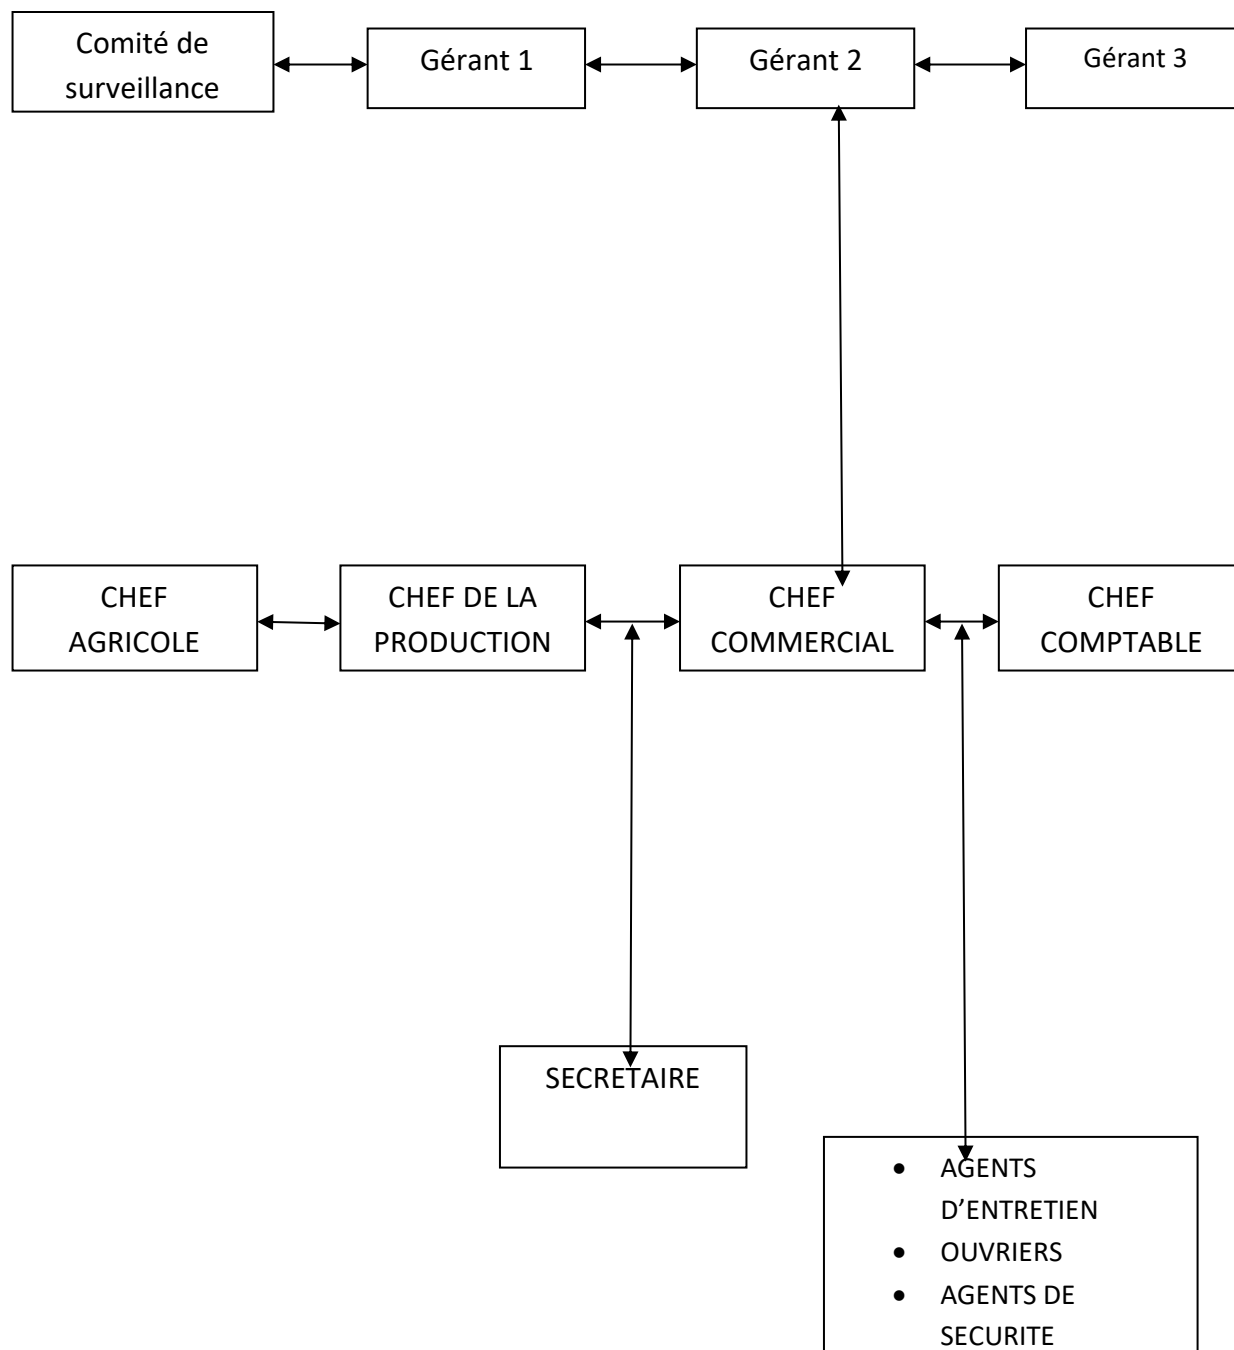 Comité de
surveillance
Gérant 1
Gérant 2
Gérant 3
CHEF
AGRICOLE
CHEF DE LA
PRODUCTION
CHEF
COMMERCIAL
CHEF
COMPTABLE
SECRETAIRE
• AGENTS
D’ENTRETIEN
• OUVRIERS
• AGENTS DE
SECURITE